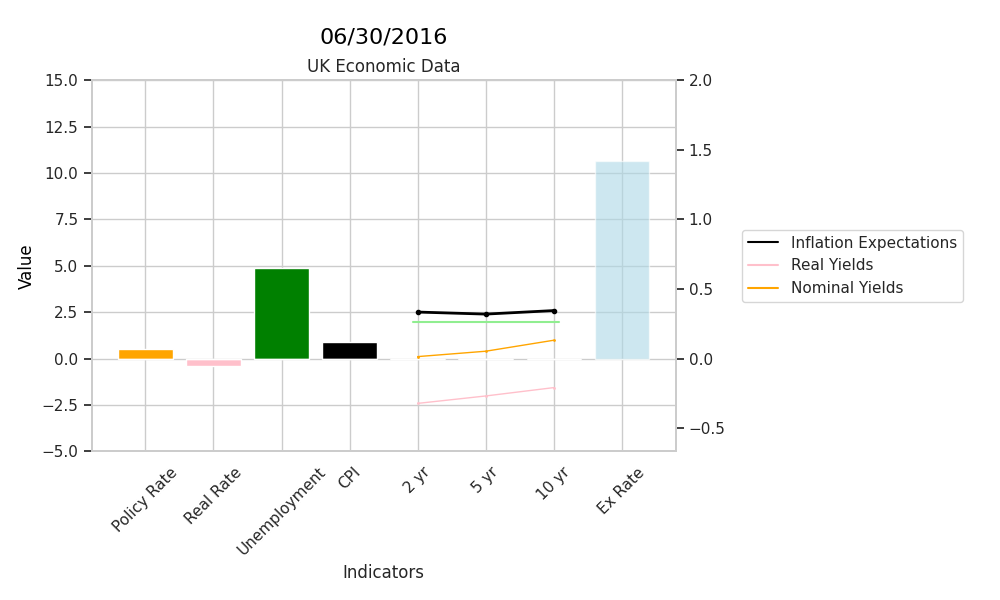 06/30/2016
UK Economic Data
15.0
12.5
10.0
7.5
5.0
2.5
0.0
−2.5
−5.0
Value
2.0
1.5
1.0
0.5
0.0
−0.5
Inflation Expectations
Real Yields
Nominal Yields
Policy Rate
Real Rate
Unemployment
CPI
2 yr
5 yr
10 yr
Ex Rate
Indicators